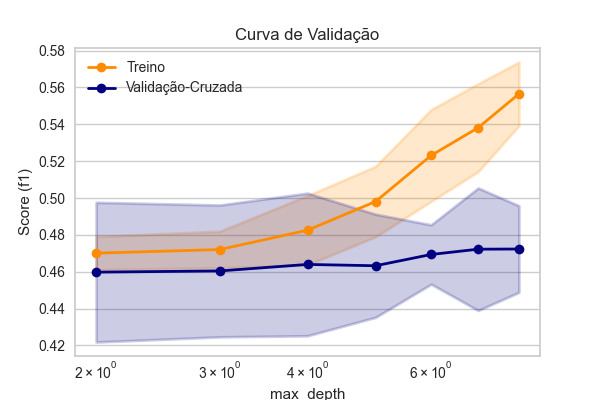 Curva de Validação
Treino
Validação-Cruzada
Score (f1)
0.58
0.56
0.54
0.52
0.50
0.48
0.46
0.44
0.42
2 × 10⁰ 3 × 10⁰ 4 × 10⁰ 6 × 10⁰
max_depth